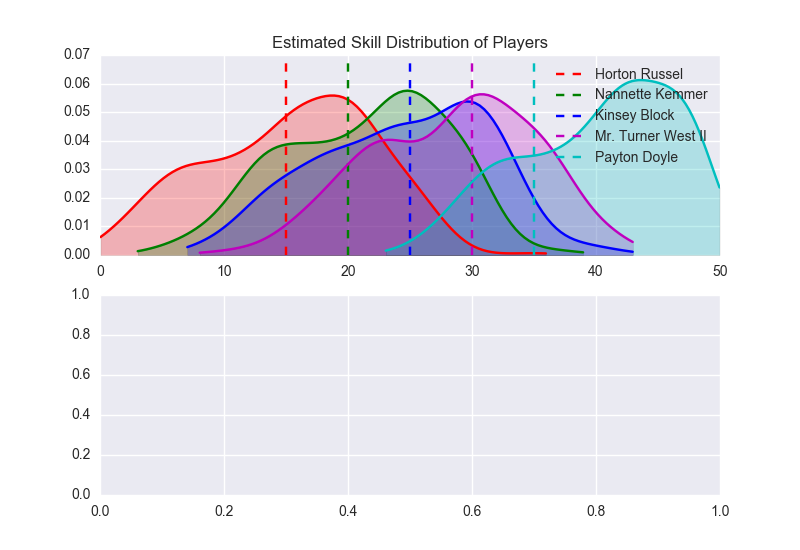 Estimated Skill Distribution of Players
0.07
0.06
0.05
0.04
0.03
0.02
0.01
0.00
0 10 20 30 40 50
Horton Russel
Nannette Kemmer
Kinsey Block
Mr. Turner West II
Payton Doyle
1.0
0.8
0.6
0.4
0.2
0.0
0.0 0.2 0.4 0.6 0.8 1.0